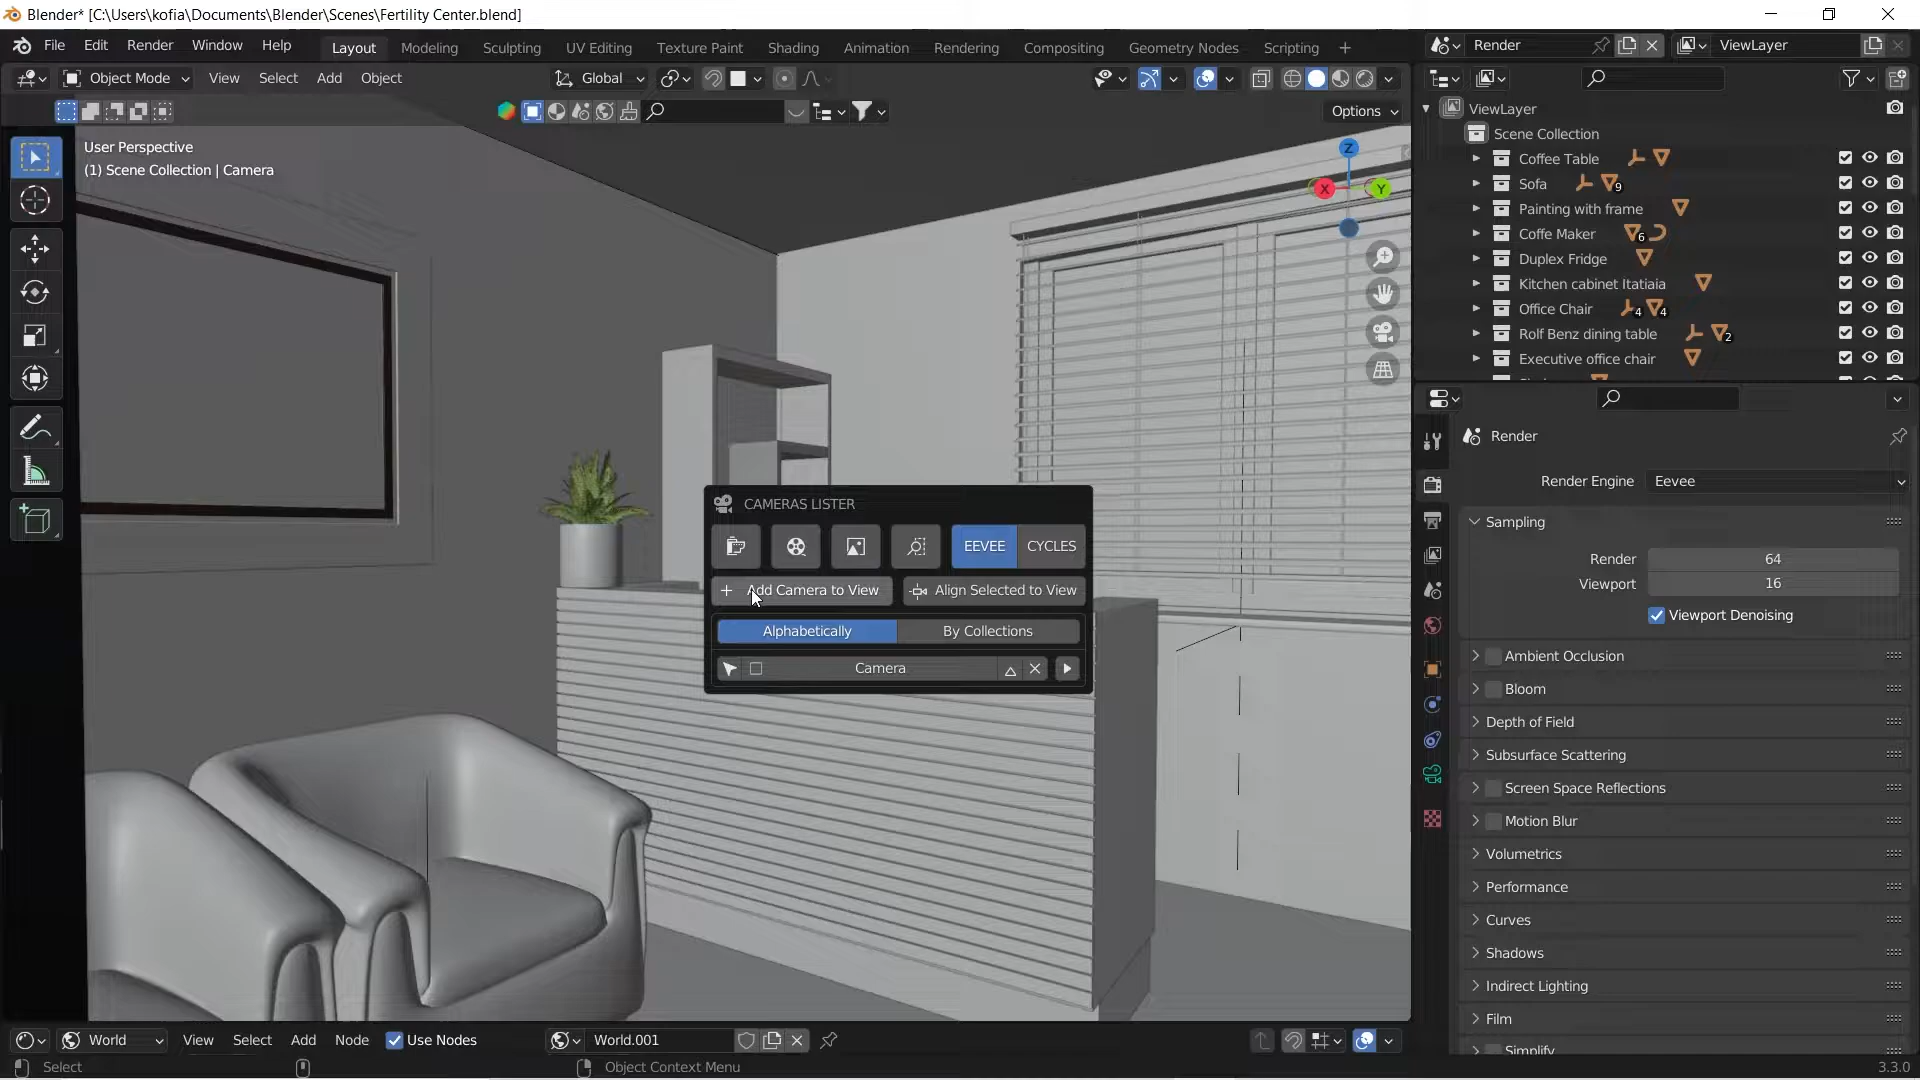 Blender* [C:\Users\kofia\Documents\Blender\Scenes\Fertility Center.blend]
File Edit Render Window Help
Layout Modeling Sculpting UV Editing Texture Paint Shading Animation Rendering Compositing Geometry Nodes Scripting +
Render
ViewLayer
Object Mode View Select Add Object
Global
Options
User Perspective
(1) Scene Collection | Camera
Z
X
Y
ViewLayer
Scene Collection
Coffee Table
Sofa 9
Painting with frame
Coffe Maker 6
Duplex Fridge
Kitchen cabinet Itatiaia
Office Chair 4 4
Rolf Benz dining table 2
Executive office chair
CAMERAS LISTER
EEVEE CYCLES
Add Camera to View Align Selected to View
Alphabetically By Collections
Camera
Render
Render Engine Eevee
Sampling
Render 64
Viewport 16
Viewport Denoising
Ambient Occlusion
Bloom
Depth of Field
Subsurface Scattering
Screen Space Reflections
Motion Blur
Volumetrics
Performance
Curves
Shadows
Indirect Lighting
Film
Simplify
World View Select Add Node Use Nodes World.001
Select Object Context Menu 3.3.0